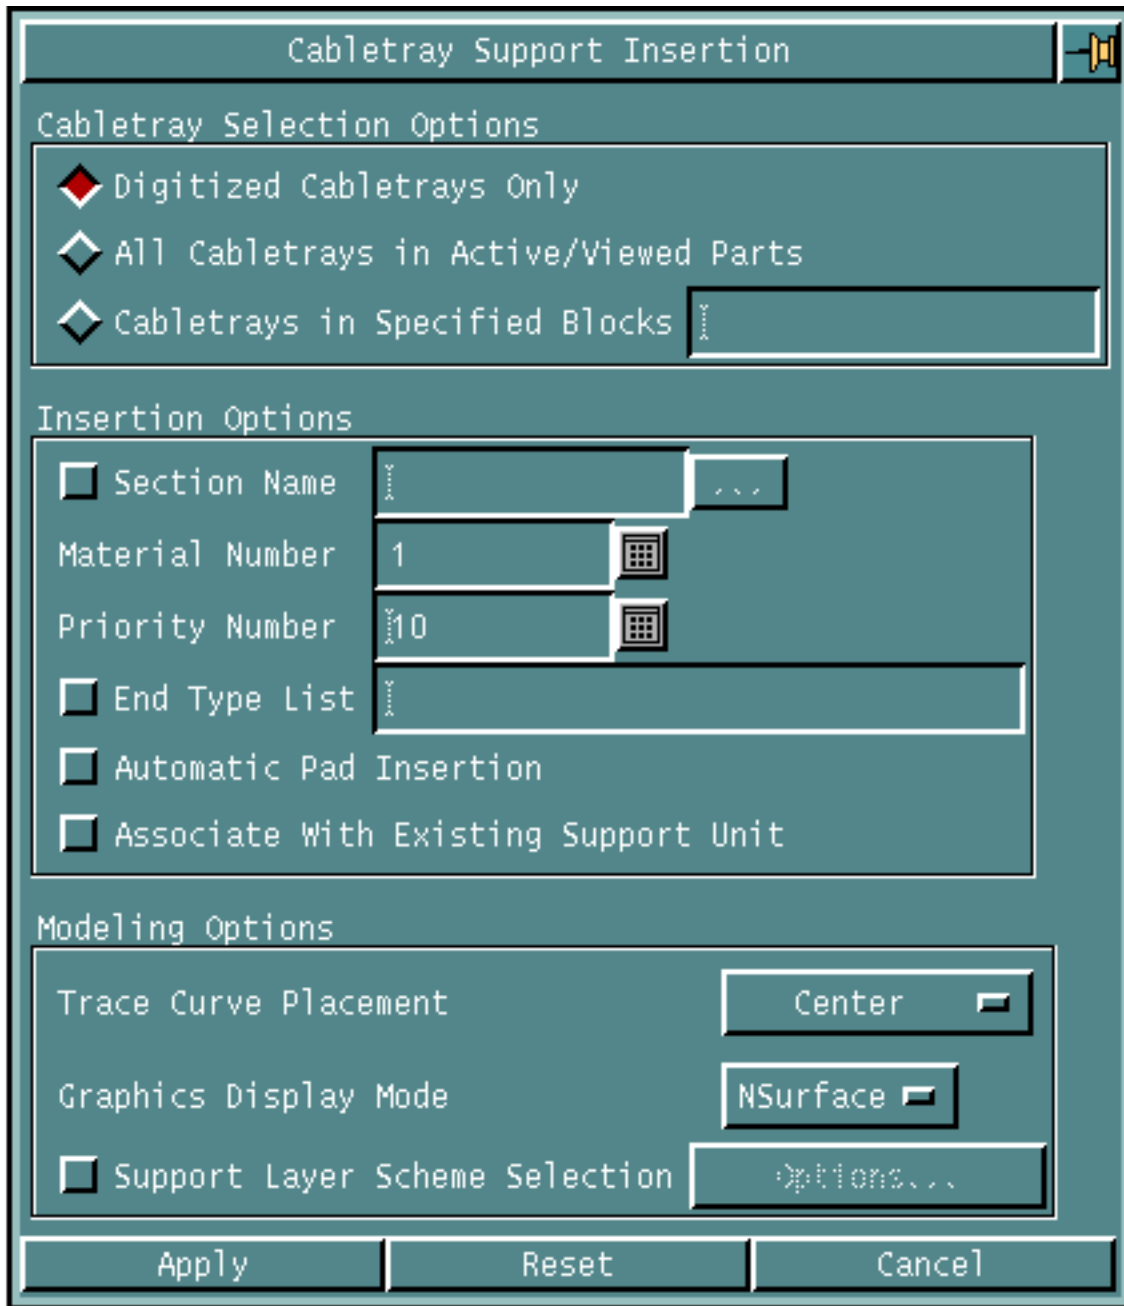 Cabletray Support Insertion
Cabletray Selection Options
Digitized Cabletrays Only
All Cabletrays in Active/Viewed Parts
Cabletrays in Specified Blocks
Insertion Options
Section Name ...
Material Number 1
Priority Number 10
End Type List
Automatic Pad Insertion
Associate With Existing Support Unit
Modeling Options
Trace Curve Placement Center
Graphics Display Mode NSurface
Support Layer Scheme Selection Options...
Apply Reset Cancel